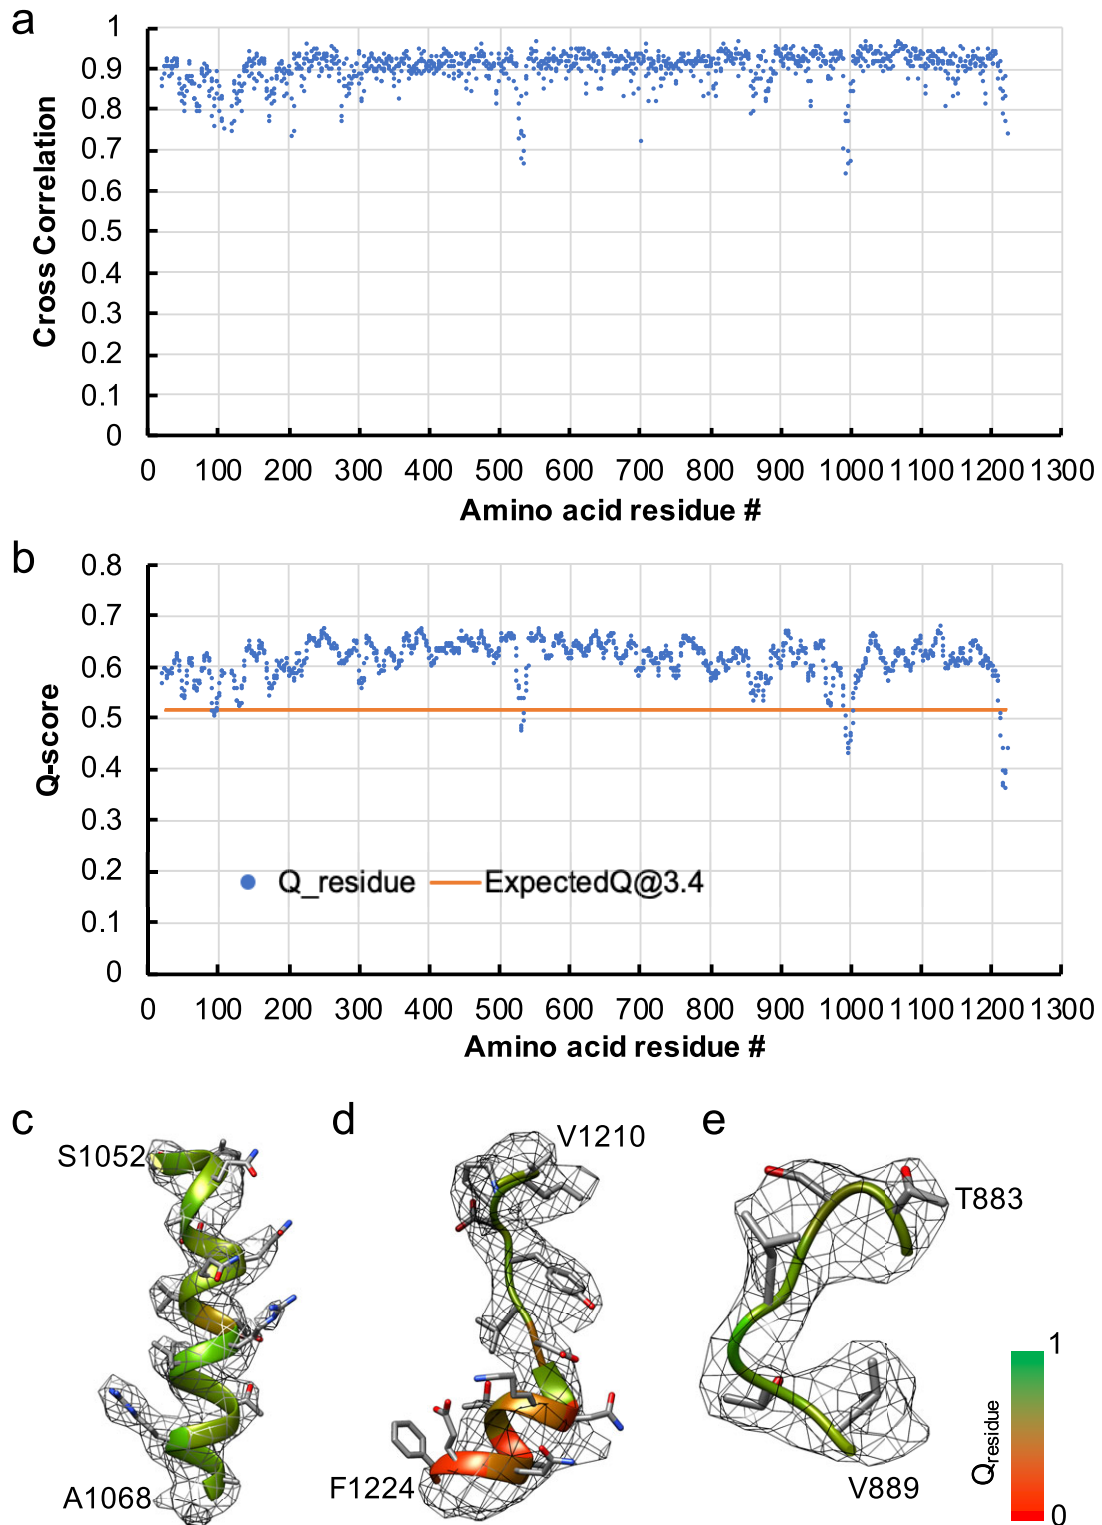 a
Cross Correlation
1
0.9
0.8
0.7
0.6
0.5
0.4
0.3
0.2
0.1
0
0 100 200 300 400 500 600 700 800 900 1000 1100 1200 1300
Amino acid residue #
b
Q-score
0.8
0.7
0.6
0.5
0.4
0.3
0.2
0.1
0
Q_residue ExpectedQ@3.4
0 100 200 300 400 500 600 700 800 900 1000 1100 1200 1300
Amino acid residue #
c
S1052
A1068
d
V1210
F1224
e
T883
V889
1
Qresidue
0